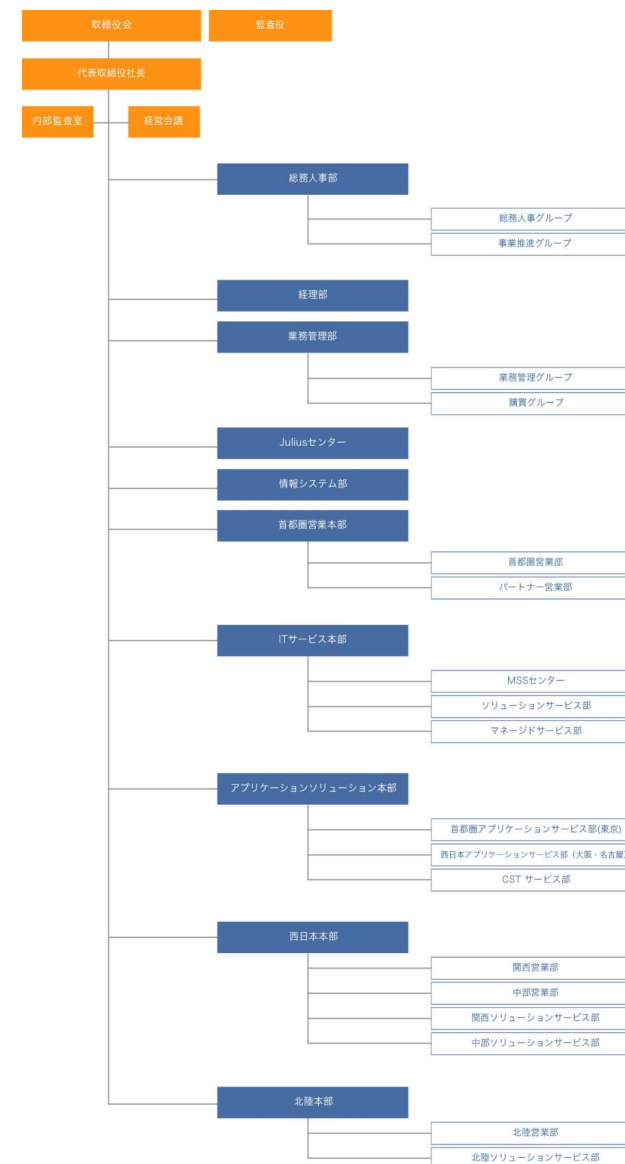 取締役会
監査役
代表取締役社長
内部監査室
経営会議
総務人事部
総務人事グループ
事業推進グループ
経理部
業務管理部
業務管理グループ
購買グループ
Juliusセンター
情報システム部
首都圏営業本部
首都圏営業部
パートナー営業部
ITサービス本部
MSSセンター
ソリューションサービス部
マネージドサービス部
アプリケーションソリューション本部
首都圏アプリケーションサービス部(東京)
西日本アプリケーションサービス部（大阪・名古屋）
CST サービス部
西日本本部
関西営業部
中部営業部
関西ソリューションサービス部
中部ソリューションサービス部
北陸本部
北陸営業部
北陸ソリューションサービス部